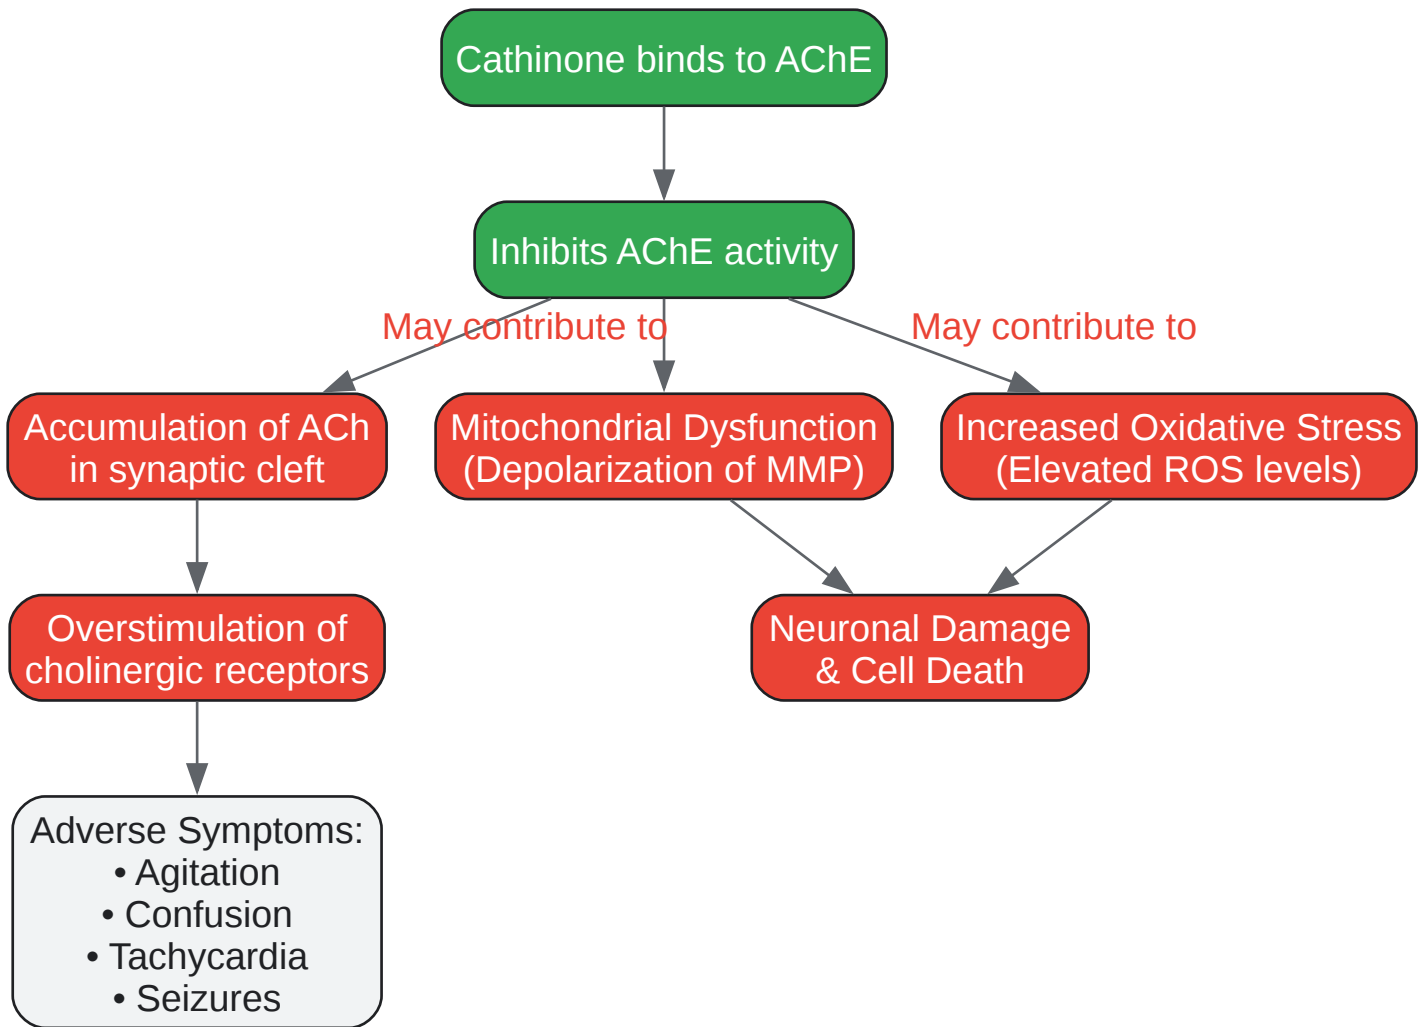 Cathinone binds to AChE
Inhibits AChE activity
May contribute to
May contribute to
Accumulation of ACh
in synaptic cleft
Mitochondrial Dysfunction
(Depolarization of MMP)
Increased Oxidative Stress
(Elevated ROS levels)
Overstimulation of
cholinergic receptors
Neuronal Damage
& Cell Death
Adverse Symptoms:
• Agitation
• Confusion
• Tachycardia
• Seizures